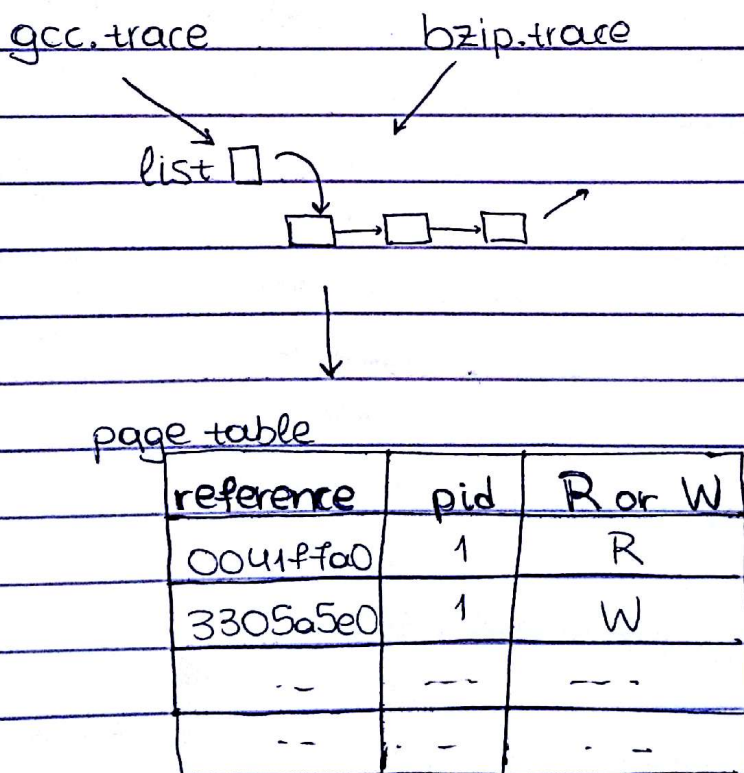 gcc.trace bzip.trace
list
page table
reference pid R or W
0041f7a0 1 R
3305a5e0 1 W